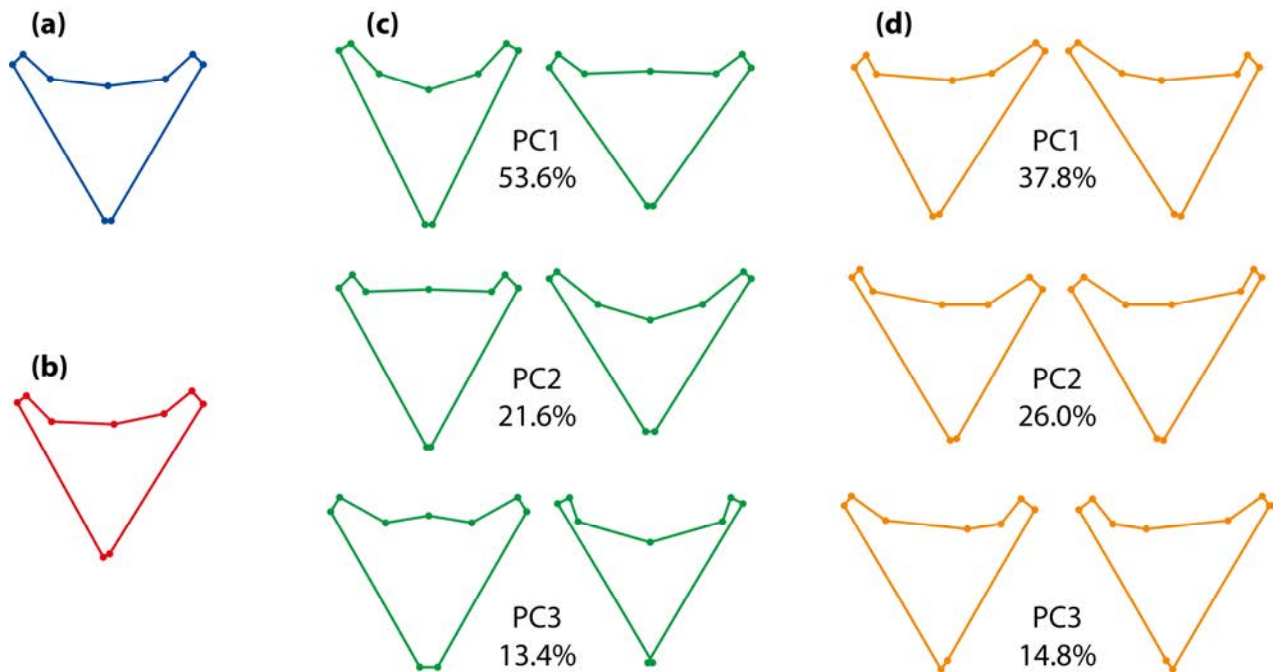 (a)
(c)
(d)
PC1
53.6%
PC1
37.8%
(b)
PC2
21.6%
PC2
26.0%
PC3
13.4%
PC3
14.8%